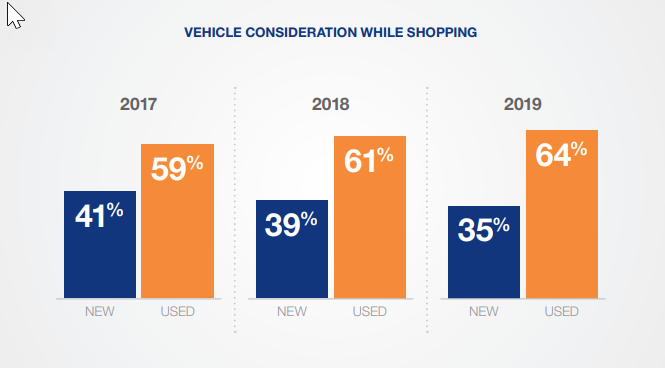 VEHICLE CONSIDERATION WHILE SHOPPING
2017
2018
2019
41%
59%
39%
61%
35%
64%
NEW
USED
NEW
USED
NEW
USED